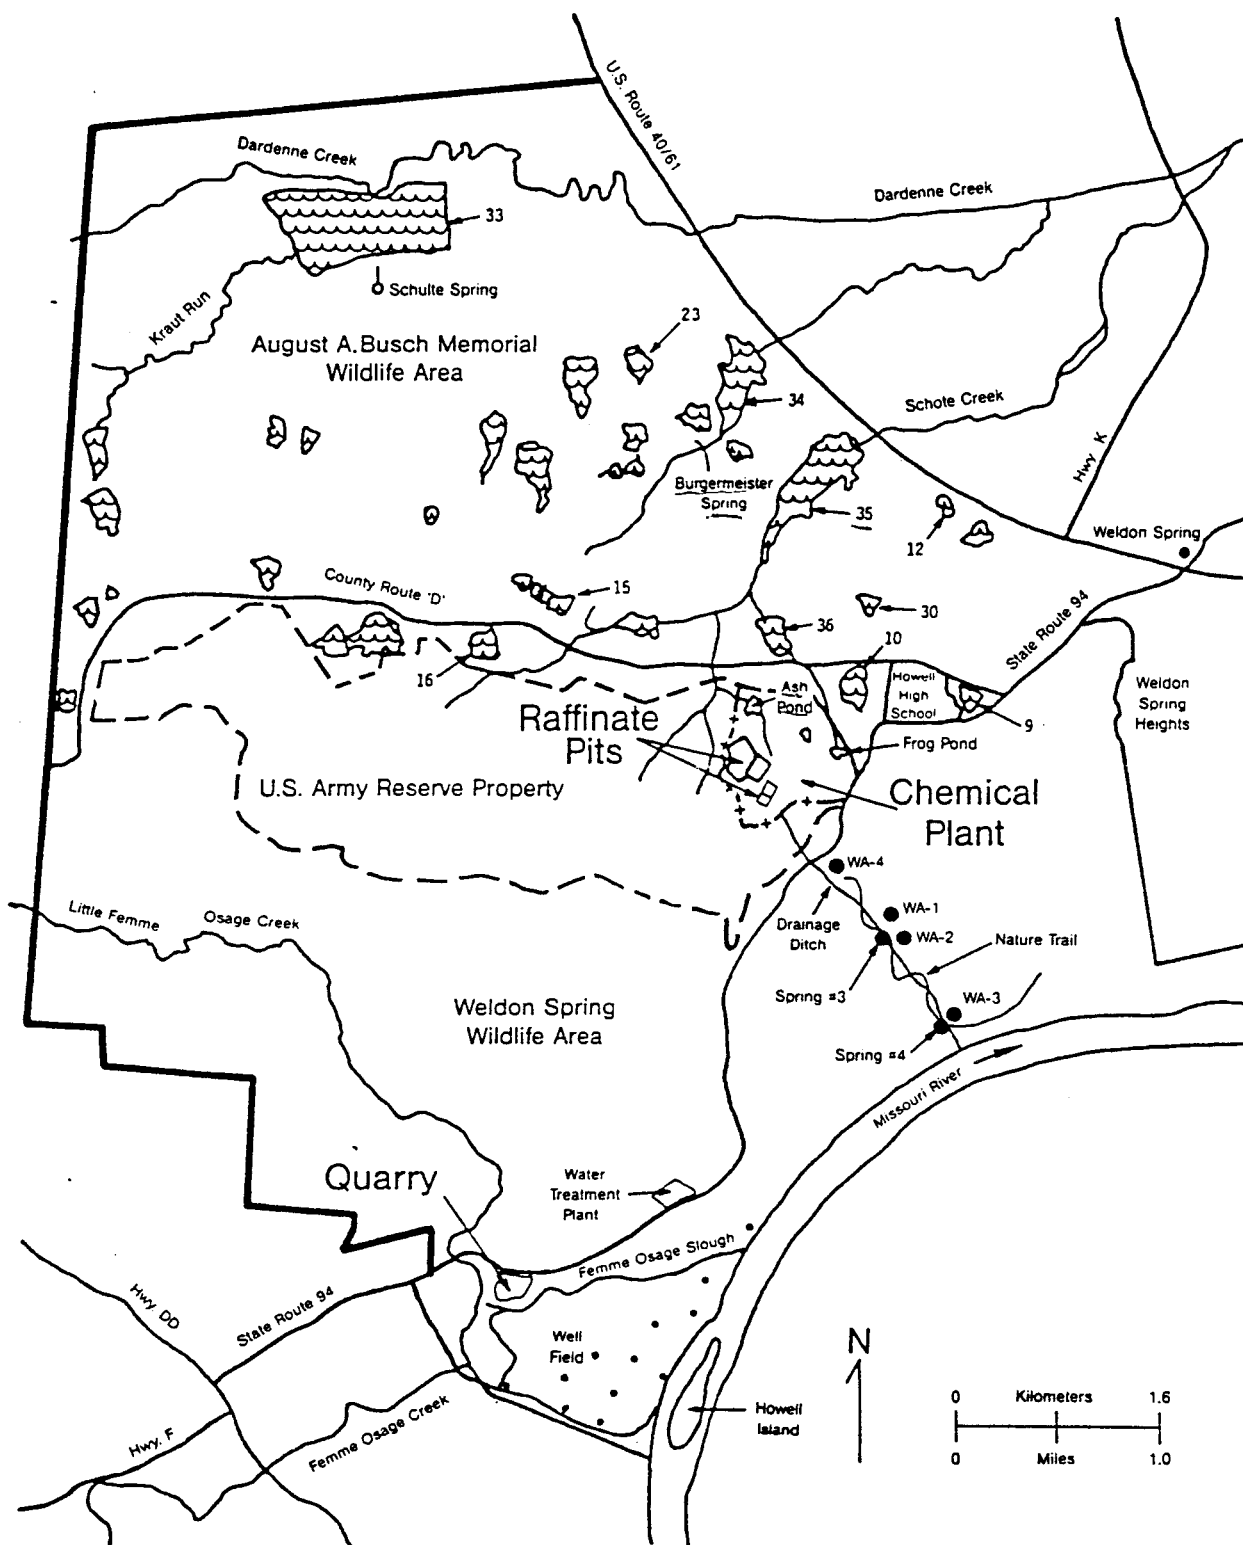 U.S. Route 40/61
Dardenne Creek
Dardenne Creek
33
Schulte Spring
Kraut Run
August A.Busch Memorial
Wildlife Area
23
34
Schote Creek
Hwy K
Burgermeister
Spring
35
12
Weldon Spring
County Route 'D'
15
36
30
State Route 94
10
16
Howell
High
School
9
Weldon
Spring
Heights
Ash
Pond
Raffinate
Pits
Frog Pond
U.S. Army Reserve Property
Chemical
Plant
WA-4
WA-1
WA-2
Drainage
Ditch
Nature Trail
Spring #3
WA-3
Spring #4
Little Femme
Osage Creek
Weldon Spring
Wildlife Area
Missouri River
Quarry
Water
Treatment
Plant
Femme Osage Slough
Hwy. DD
State Route 94
Well
Field
N
Howell
Island
Hwy. F
Femme Osage Creek
0 Kilometers 1.6
0 Miles 1.0